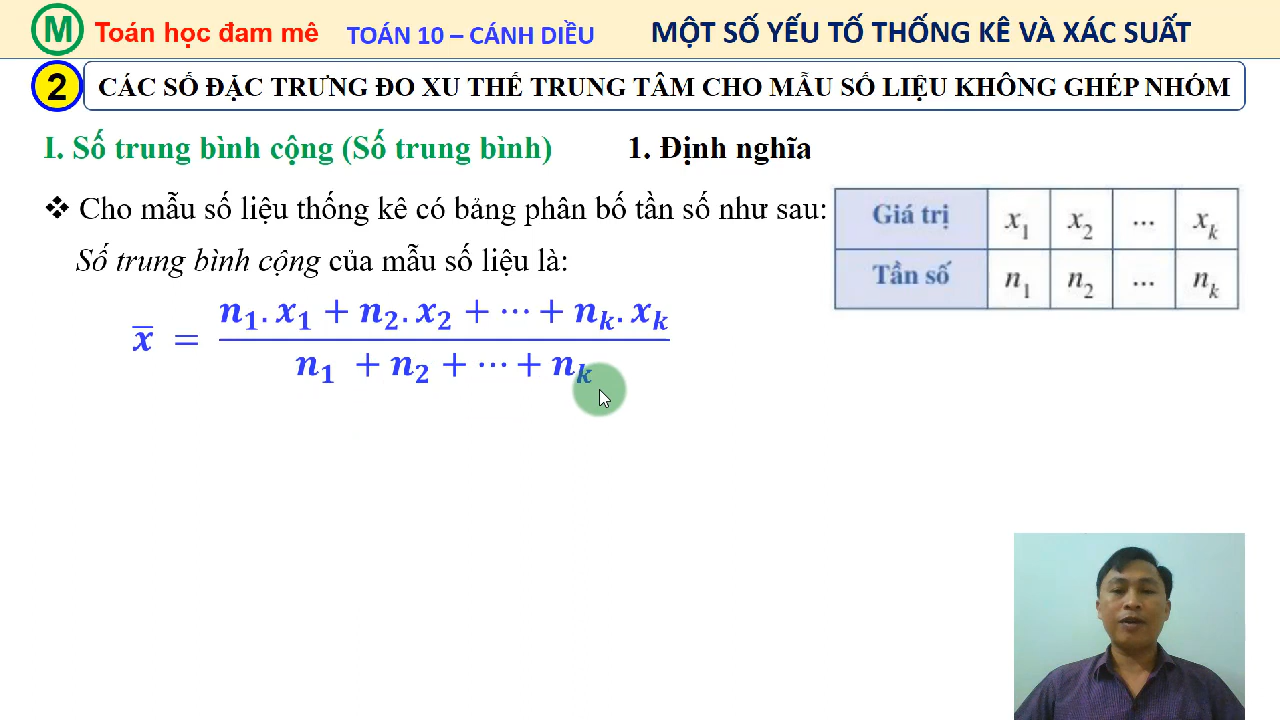 M Toán học đam mê TOÁN 10 – CÁNH DIỀU MỘT SỐ YẾU TỐ THỐNG KÊ VÀ XÁC SUẤT
2 CÁC SỐ ĐẶC TRƯNG ĐO XU THẾ TRUNG TÂM CHO MẪU SỐ LIỆU KHÔNG GHÉP NHÓM
I. Số trung bình cộng (Số trung bình) 1. Định nghĩa
❖ Cho mẫu số liệu thống kê có bảng phân bố tần số như sau:
Giá trị x₁ x₂ ... xₖ
Tần số n₁ n₂ ... nₖ
Số trung bình cộng của mẫu số liệu là:
x̅ = (n₁.x₁ + n₂.x₂ + ⋯ + nₖ.xₖ) / (n₁ + n₂ + ⋯ + nₖ)